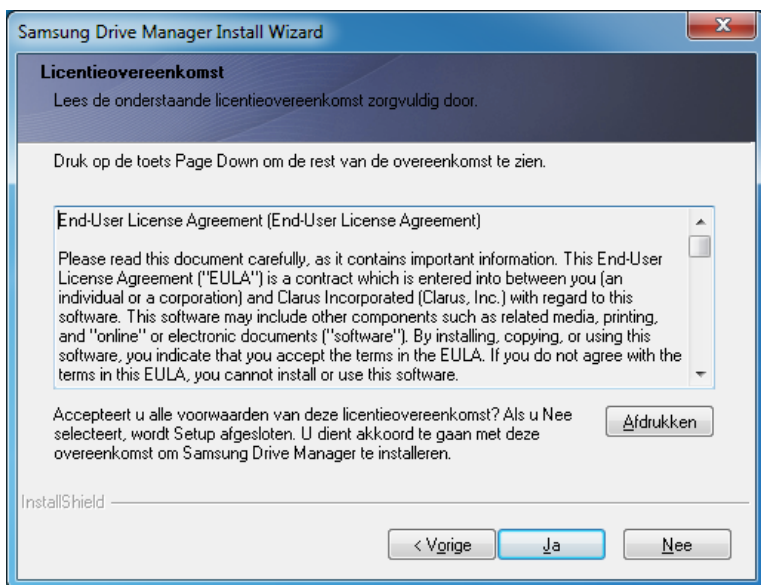 Samsung Drive Manager Install Wizard
Licentieovereenkomst
Lees de onderstaande licentieovereenkomst zorgvuldig door.
Druk op de toets Page Down om de rest van de overeenkomst te zien.
End-User License Agreement (End-User License Agreement)
Please read this document carefully, as it contains important information. This End-User
License Agreement ("EULA") is a contract which is entered into between you (an
individual or a corporation) and Clarus Incorporated (Clarus, Inc.) with regard to this
software. This software may include other components such as related media, printing,
and "online" or electronic documents ("software"). By installing, copying, or using this
software, you indicate that you accept the terms in the EULA. If you do not agree with the
terms in this EULA, you cannot install or use this software.
Accepteert u alle voorwaarden van deze licentieovereenkomst? Als u Nee
selecteert, wordt Setup afgesloten. U dient akkoord te gaan met deze
overeenkomst om Samsung Drive Manager te installeren.
Afdrukken
InstallShield
< Vorige
Ja
Nee